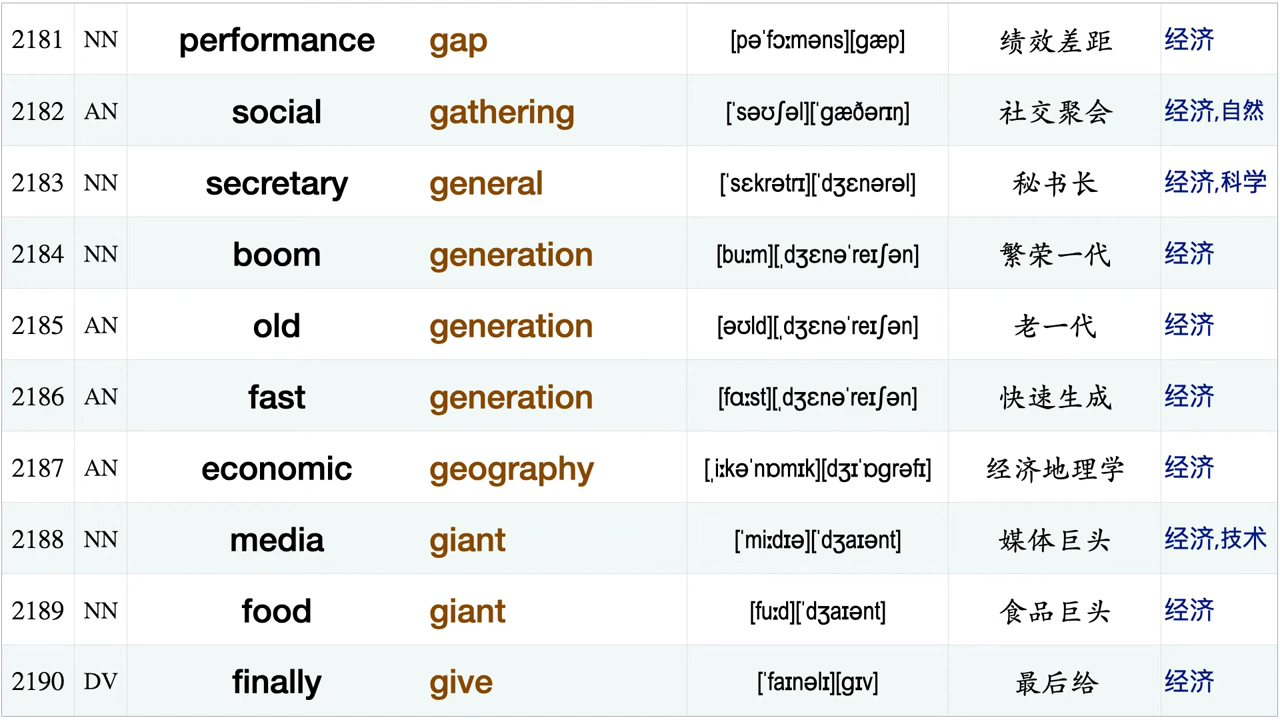 2181 NN performance gap [pəˈfɔːməns][gæp] 绩效差距 经济
2182 AN social gathering [ˈsəʊʃəl][ˈgæðərɪŋ] 社交聚会 经济,自然
2183 NN secretary general [ˈsɛkrətrɪ][ˈdʒɛnərəl] 秘书长 经济,科学
2184 NN boom generation [buːm][ˌdʒɛnəˈreɪʃən] 繁荣一代 经济
2185 AN old generation [əʊld][ˌdʒɛnəˈreɪʃən] 老一代 经济
2186 AN fast generation [fɑːst][ˌdʒɛnəˈreɪʃən] 快速生成 经济
2187 AN economic geography [ˌiːkəˈnɒmɪk][dʒɪˈɒgrəfɪ] 经济地理学 经济
2188 NN media giant [ˈmiːdɪə][ˈdʒaɪənt] 媒体巨头 经济,技术
2189 NN food giant [fuːd][ˈdʒaɪənt] 食品巨头 经济
2190 DV finally give [ˈfaɪnəlɪ][gɪv] 最后给 经济